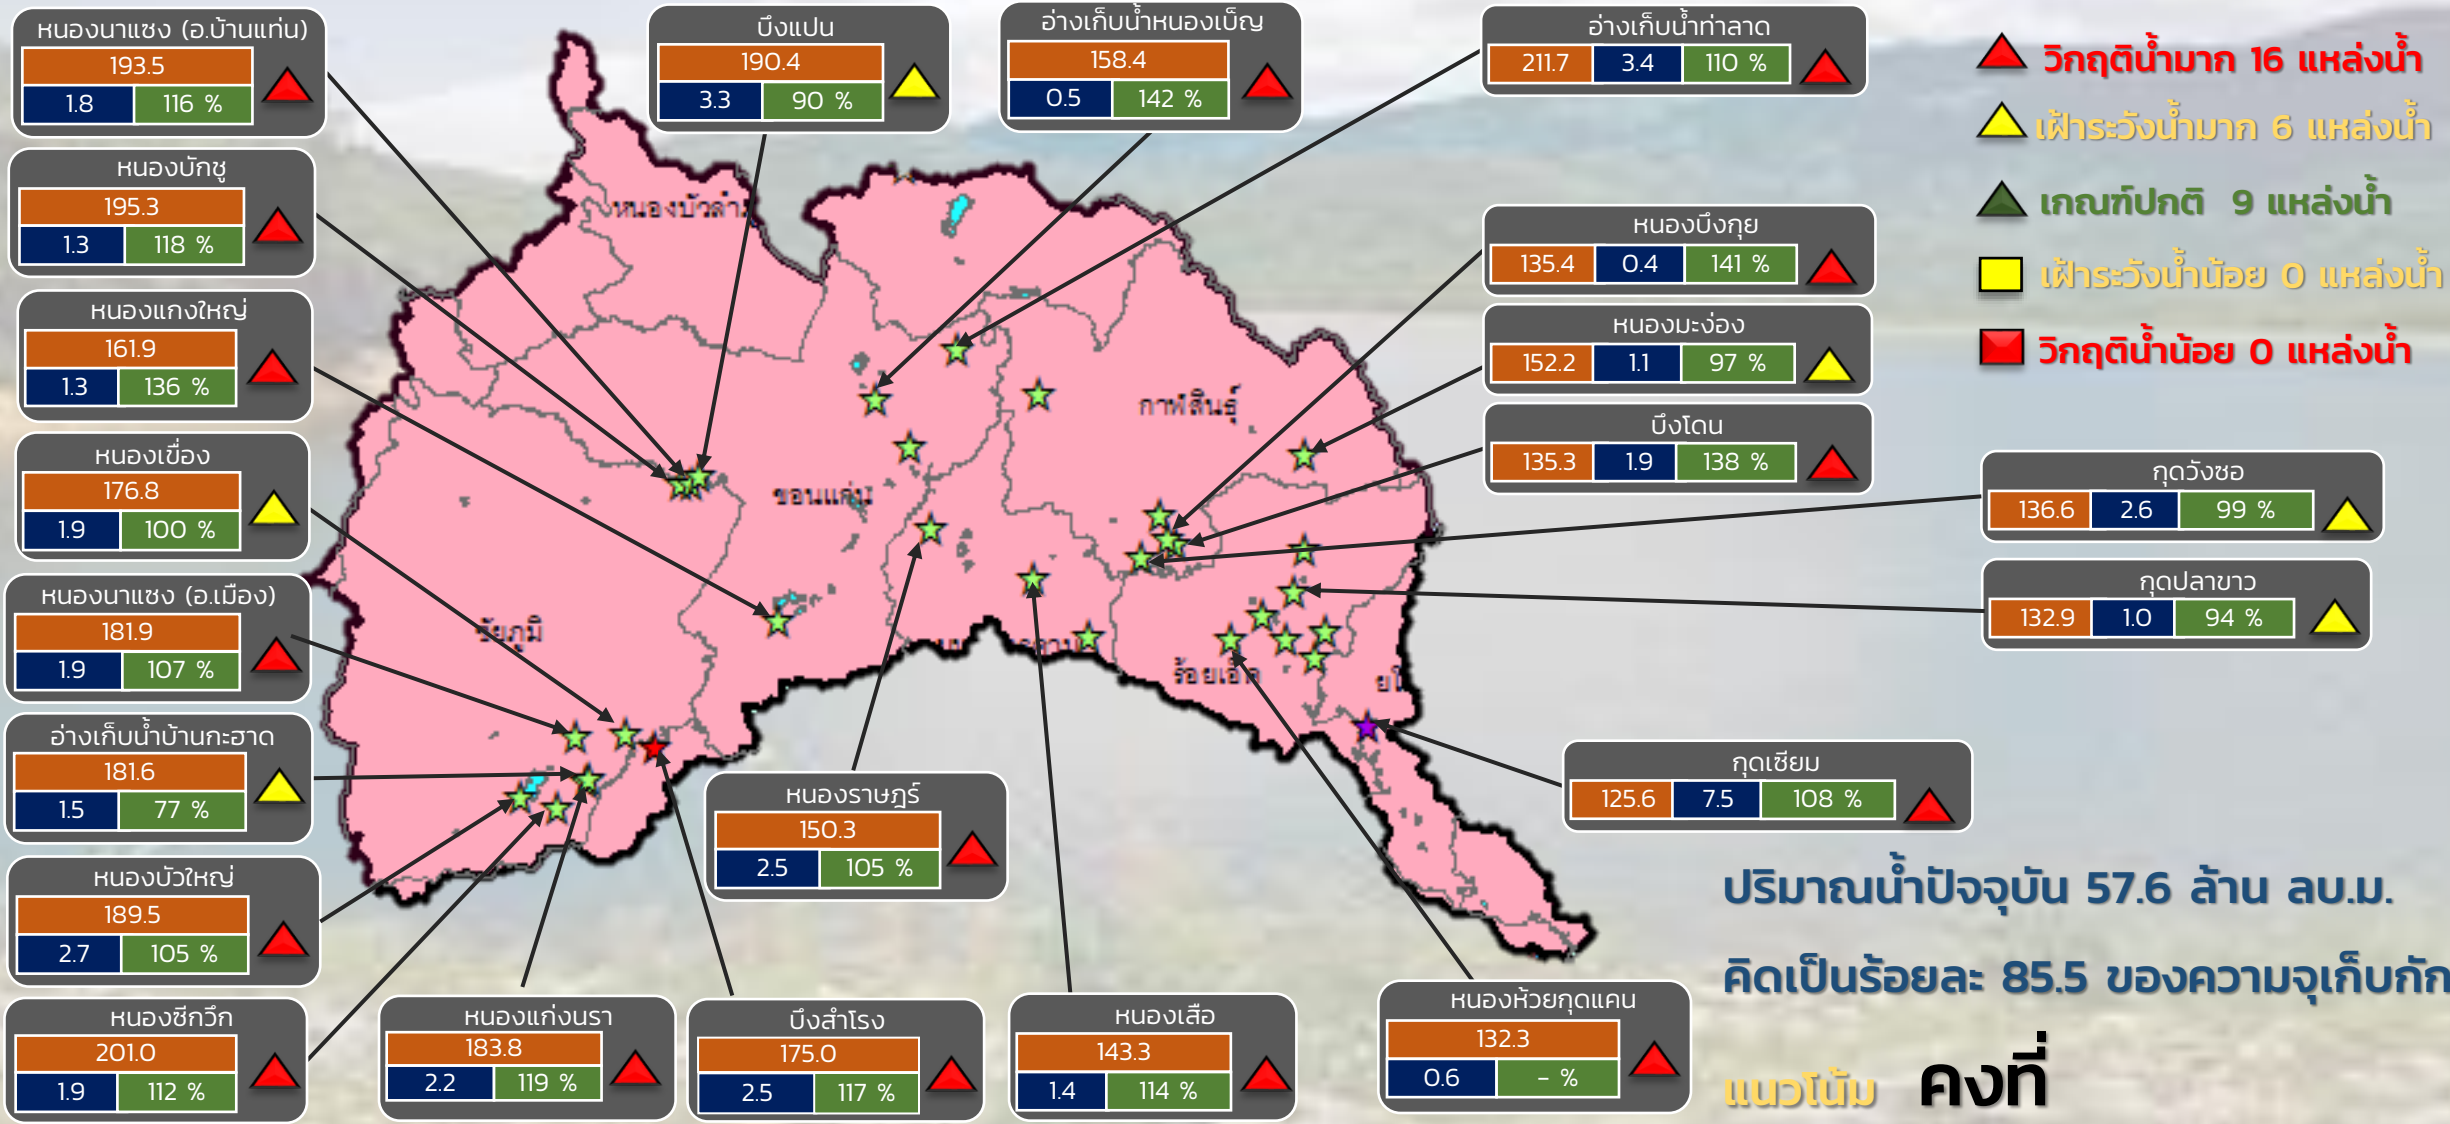 หนองนาแซง (อ.บ้านแท่น)
193.5
1.8 116 %
บึงแปน
190.4
3.3 90 %
อ่างเก็บน้ำหนองเบ็ญ
158.4
0.5 142 %
อ่างเก็บน้ำท่าลาด
211.7 3.4 110 %
วิกฤติน้ำมาก 16 แหล่งน้ำ
เฝ้าระวังน้ำมาก 6 แหล่งน้ำ
เกณฑ์ปกติ 9 แหล่งน้ำ
เฝ้าระวังน้ำน้อย 0 แหล่งน้ำ
วิกฤติน้ำน้อย 0 แหล่งน้ำ
หนองบักชู
195.3
1.3 118 %
หนองแกงใหญ่
161.9
1.3 136 %
หนองเขื่อง
176.8
1.9 100 %
หนองนาแซง (อ.เมือง)
181.9
1.9 107 %
อ่างเก็บน้ำบ้านกะฮาด
181.6
1.5 77 %
หนองบัวใหญ่
189.5
2.7 105 %
หนองซีกวึก
201.0
1.9 112 %
หนองบัวลำ
กาฬสินธุ์
ขอนแก่น
ชัยภูมิ
ร้อยเอ็ด
หนองบึงกุย
135.4 0.4 141 %
หนองมะง่อง
152.2 1.1 97 %
บึงโดน
135.3 1.9 138 %
กุดวังซอ
136.6 2.6 99 %
กุดปลาขาว
132.9 1.0 94 %
กุดเชียม
125.6 7.5 108 %
หนองราษฎร์
150.3
2.5 105 %
หนองแก่งนรา
183.8
2.2 119 %
บึงสำโรง
175.0
2.5 117 %
หนองเสือ
143.3
1.4 114 %
หนองห้วยกุดแคน
132.3
0.6 - %
ปริมาณน้ำปัจจุบัน 57.6 ล้าน ลบ.ม.
คิดเป็นร้อยละ 85.5 ของความจุเก็บกัก
แนวโน้ม คงที่